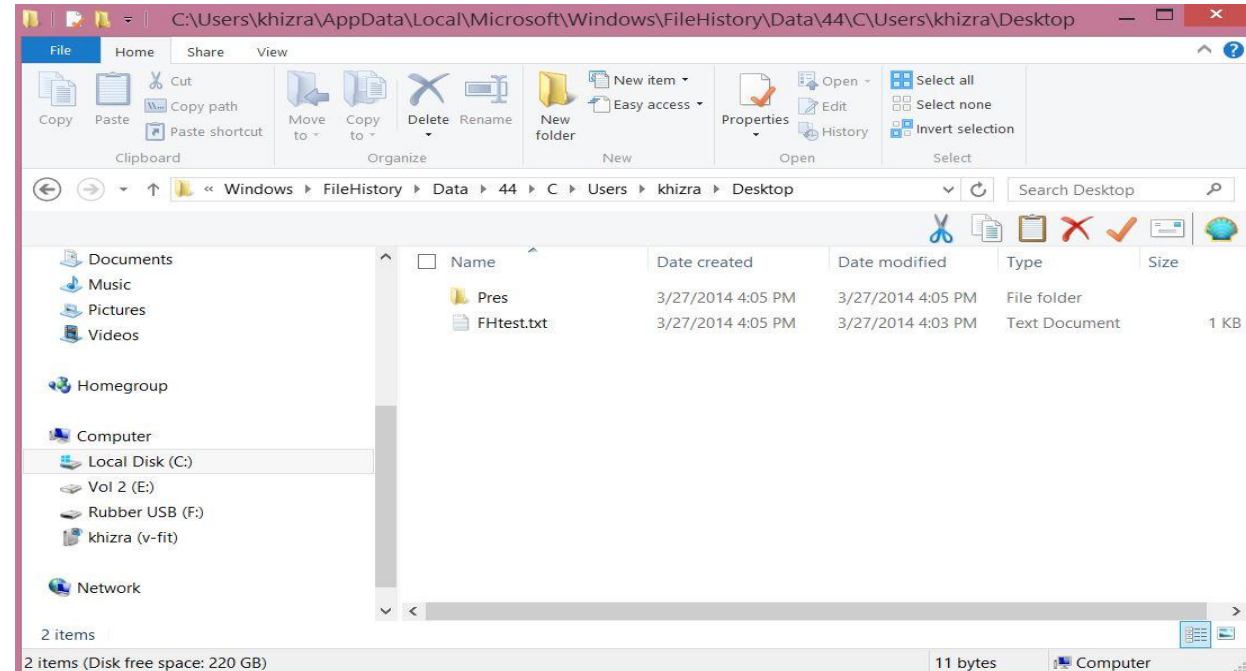 C:\Users\khizra\AppData\Local\Microsoft\Windows\FileHistory\Data\44\C\Users\khizra\Desktop
File Home Share View
Copy
Paste
Cut
Copy path
Paste shortcut
Clipboard
Move to
Copy to
Delete
Rename
Organize
New folder
New item
Easy access
New
Properties
Open
Edit
History
Open
Select all
Select none
Invert selection
Select
« Windows FileHistory Data 44 C Users khizra Desktop
Search Desktop
Documents
Music
Pictures
Videos
Homegroup
Computer
Local Disk (C:)
Vol 2 (E:)
Rubber USB (F:)
khizra (v-fit)
Network
Name Date created Date modified Type Size
Pres 3/27/2014 4:05 PM 3/27/2014 4:05 PM File folder
FHtest.txt 3/27/2014 4:05 PM 3/27/2014 4:03 PM Text Document 1 KB
2 items
2 items (Disk free space: 220 GB) 11 bytes Computer